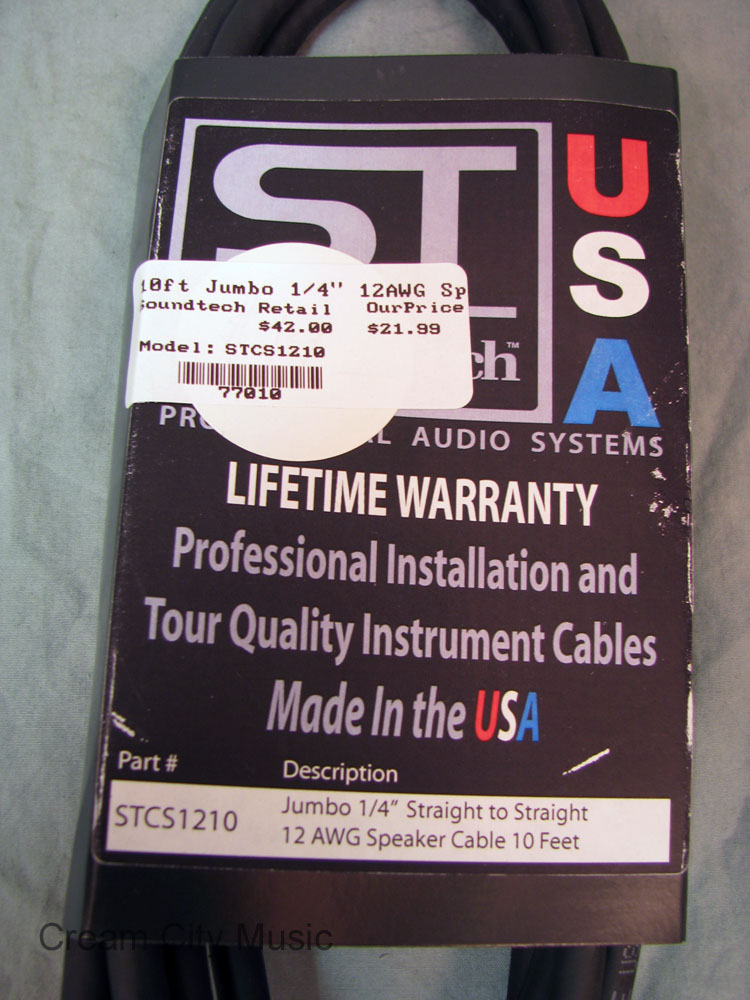 ST
USA
10ft Jumbo 1/4" 12AWG Sp
Soundtech Retail OurPrice
$42.00 $21.99
Model: STCS1210
77010
ch™
AUDIO SYSTEMS
LIFETIME WARRANTY
Professional Installation and
Tour Quality Instrument Cables
Made In the USA
Part # Description
STCS1210
Jumbo 1/4” Straight to Straight
12 AWG Speaker Cable 10 Feet
Cream City Music